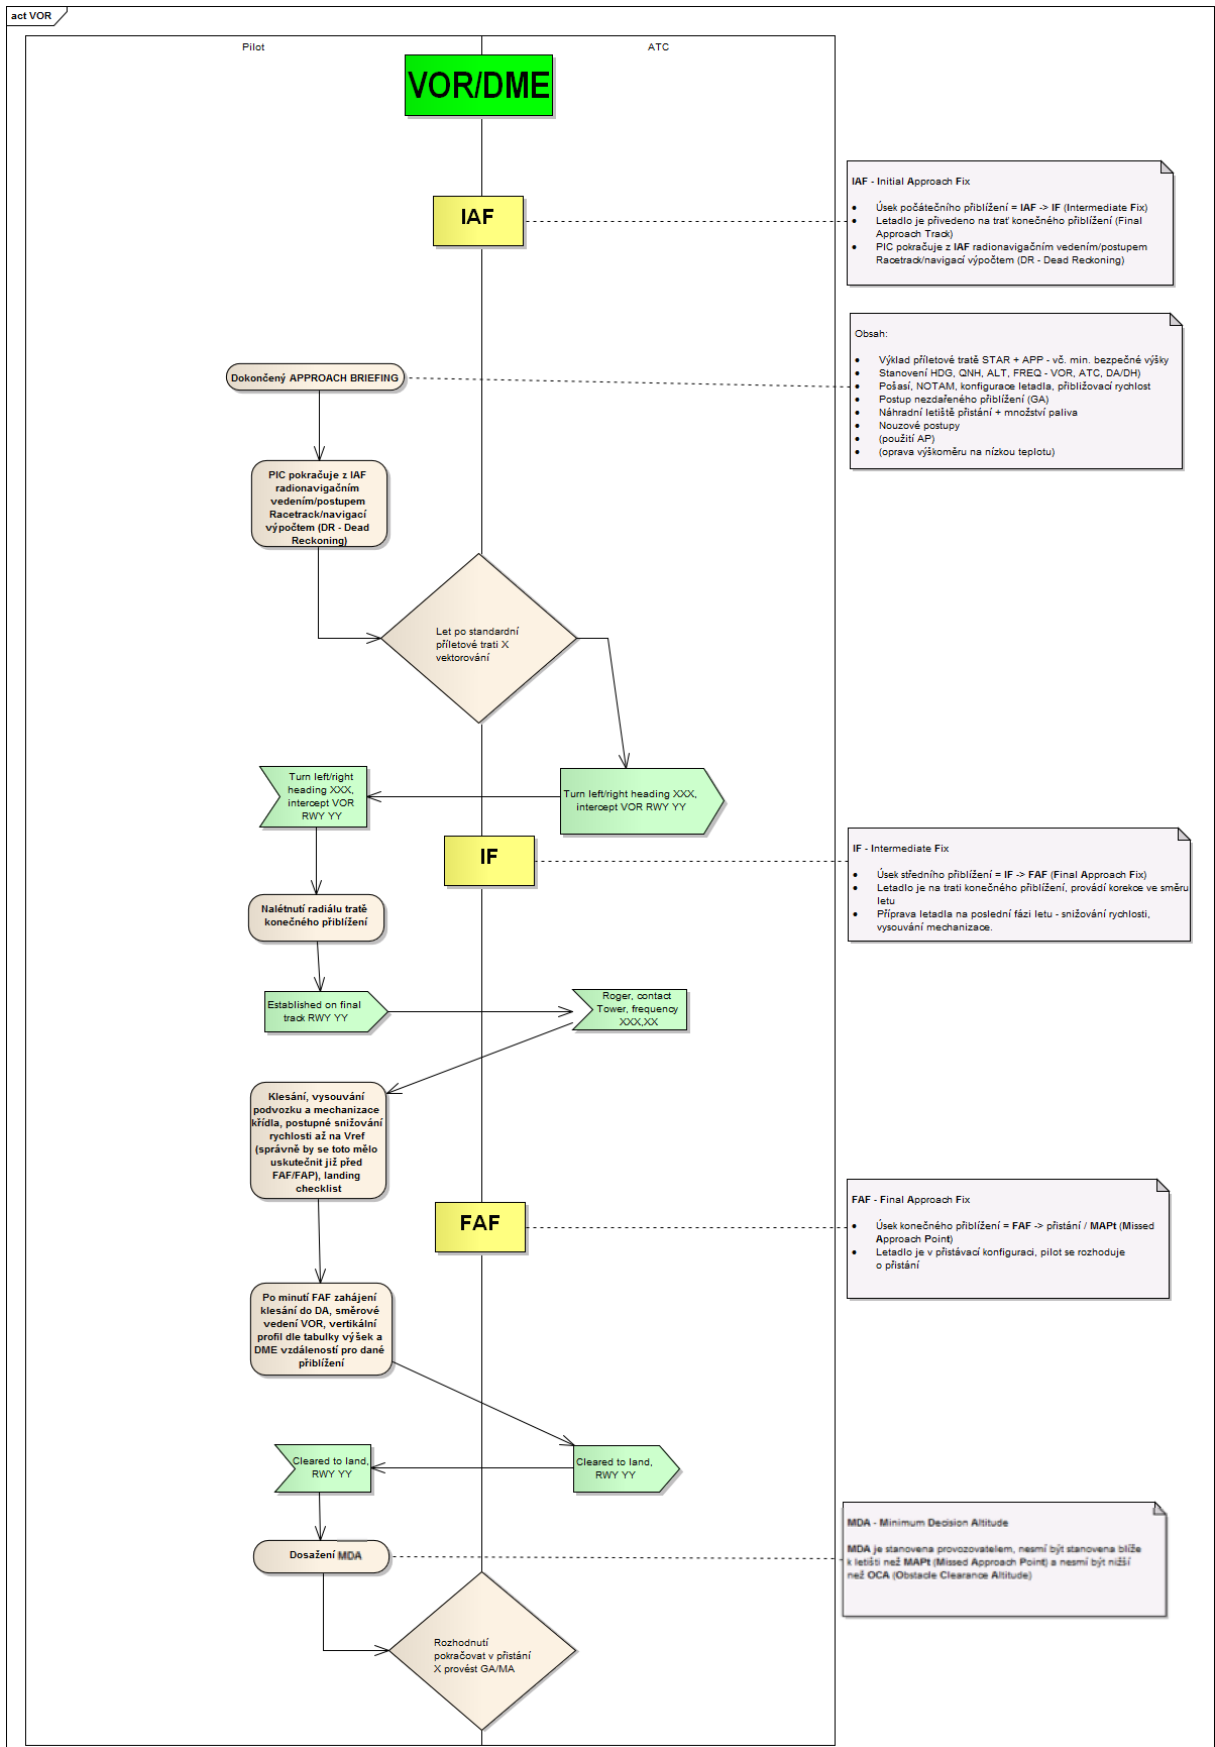 act VOR
Pilot
ATC
VOR/DME
IAF
IAF - Initial Approach Fix
• Úsek počátečního přiblížení = IAF -> IF (Intermediate Fix)
• Letadlo je přivedeno na trať konečného přiblížení (Final
Approach Track)
• PIC pokračuje z IAF radionavigačním vedením/postupem
Racetrack/navigací výpočtem (DR - Dead Reckoning)
Obsah:
• Výklad příletové tratě STAR + APP - vč. min. bezpečné výšky
• Stanovení HDG, QNH, ALT, FREQ - VOR, ATC, DA/DH)
• Pošasí, NOTAM, konfigurace letadla, přibližovací rychlost
• Postup nezdařeného přiblížení (GA)
• Náhradní letiště přistání + množství paliva
• Nouzové postupy
• (použití AP)
• (oprava výškoměru na nízkou teplotu)
Dokončený APPROACH BRIEFING
PIC pokračuje z IAF
radionavigačním
vedením/postupem
Racetrack/navigací
výpočtem (DR - Dead
Reckoning)
Let po standardní
příletové trati X
vektorování
Turn left/right
heading XXX,
intercept VOR
RWY YY
Turn left/right heading XXX,
intercept VOR RWY YY
IF
IF - Intermediate Fix
• Úsek středního přiblížení = IF -> FAF (Final Approach Fix)
• Letadlo je na trati konečného přiblížení, provádí korekce ve směru
letu
• Příprava letadla na poslední fázi letu - snižování rychlosti,
vysouvání mechanizace.
Nalétnutí radiálu tratě
konečného přiblížení
Established on final
track RWY YY
Roger, contact
Tower, frequency
XXX,XX
Klesání, vysouvání
podvozku a mechanizace
křídla, postupné snižování
rychlosti až na Vref
(správně by se toto mělo
uskutečnit již před
FAF/FAP), landing
checklist
FAF
FAF - Final Approach Fix
• Úsek konečného přiblížení = FAF -> přistání / MAPt (Missed
Approach Point)
• Letadlo je v přistávací konfiguraci, pilot se rozhoduje
o přistání
Po minutí FAF zahájení
klesání do DA, směrové
vedení VOR, vertikální
profil dle tabulky výšek a
DME vzdáleností pro dané
přiblížení
Cleared to land,
RWY YY
Cleared to land,
RWY YY
Dosažení MDA
MDA - Minimum Decision Altitude
MDA je stanovena provozovatelem, nesmí být stanovena blíže
k letišti než MAPt (Missed Approach Point) a nesmí být nižší
než OCA (Obstacle Clearance Altitude)
Rozhodnutí
pokračovat v přistání
X provést GA/MA